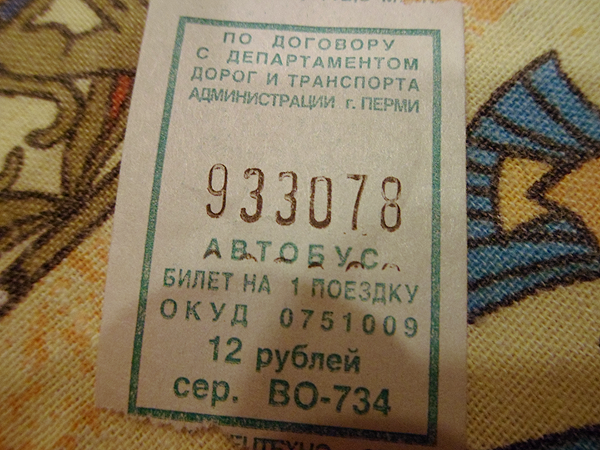 ПО ДОГОВОРУ
С ДЕПАРТАМЕНТОМ
ДОРОГ И ТРАНСПОРТА
АДМИНИСТРАЦИИ г. ПЕРМИ
933078
АВТОБУС
БИЛЕТ НА 1 ПОЕЗДКУ
ОКУД 0751009
12 рублей
сер. ВО-734